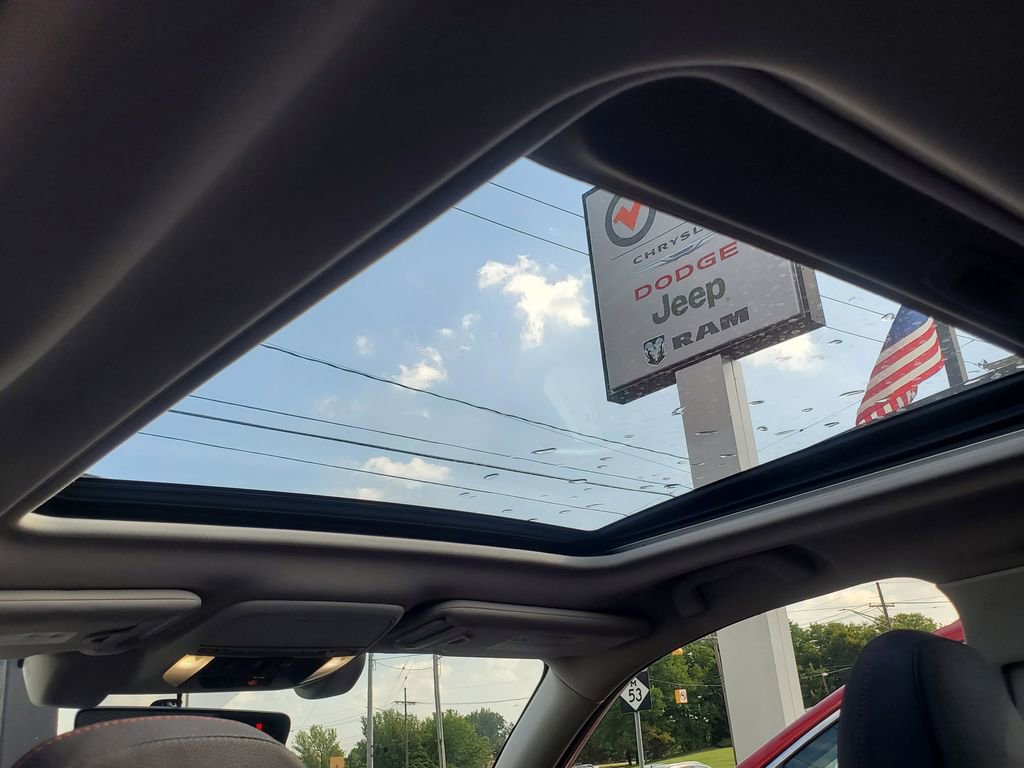 CHRYSL
DODGE
Jeep
RAM
M
53